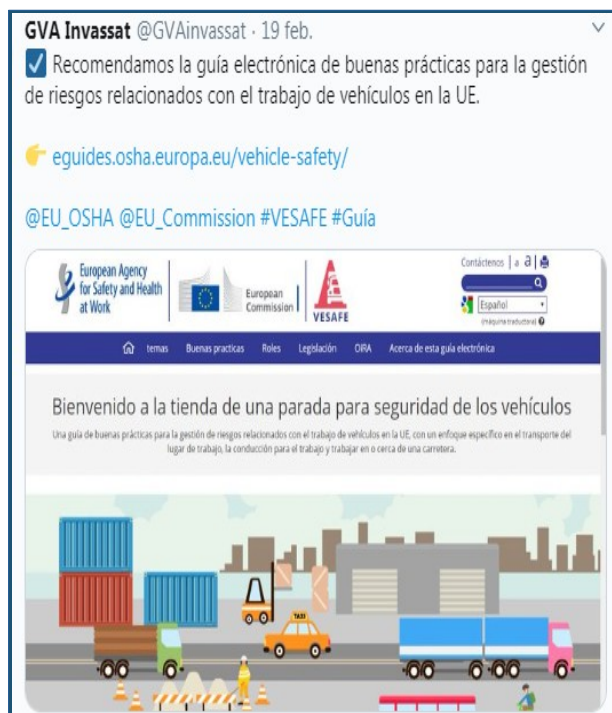 GVA Invassat @GVAinvassat · 19 feb.
☑ Recomendamos la guía electrónica de buenas prácticas para la gestión
de riesgos relacionados con el trabajo de vehículos en la UE.
👉 eguides.osha.europa.eu/vehicle-safety/
@EU_OSHA @EU_Commission #VESAFE #Guía
European Agency
for Safety and Health
at Work
European
Commission
VESAFE
Contáctenos | a a |
Español
(máquina traductora)
temas Buenas practicas Roles Legislación OIRA Acerca de esta guía electrónica
Bienvenido a la tienda de una parada para seguridad de los vehículos
Una guía de buenas prácticas para la gestión de riesgos relacionados con el trabajo de vehículos en la UE, con un enfoque específico en el transporte del
lugar de trabajo, la conducción para el trabajo y trabajar en o cerca de una carretera.
TAXI